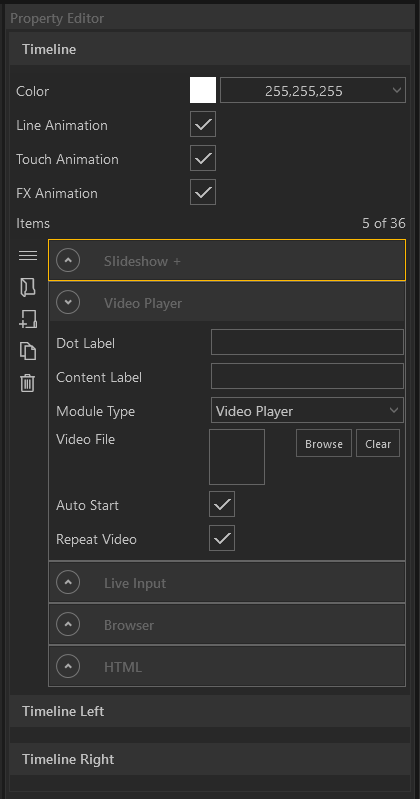 Property Editor
Timeline
Color 255,255,255
Line Animation
Touch Animation
FX Animation
Items 5 of 36
Slideshow +
Video Player
Dot Label
Content Label
Module Type Video Player
Video File Browse Clear
Auto Start
Repeat Video
Live Input
Browser
HTML
Timeline Left
Timeline Right